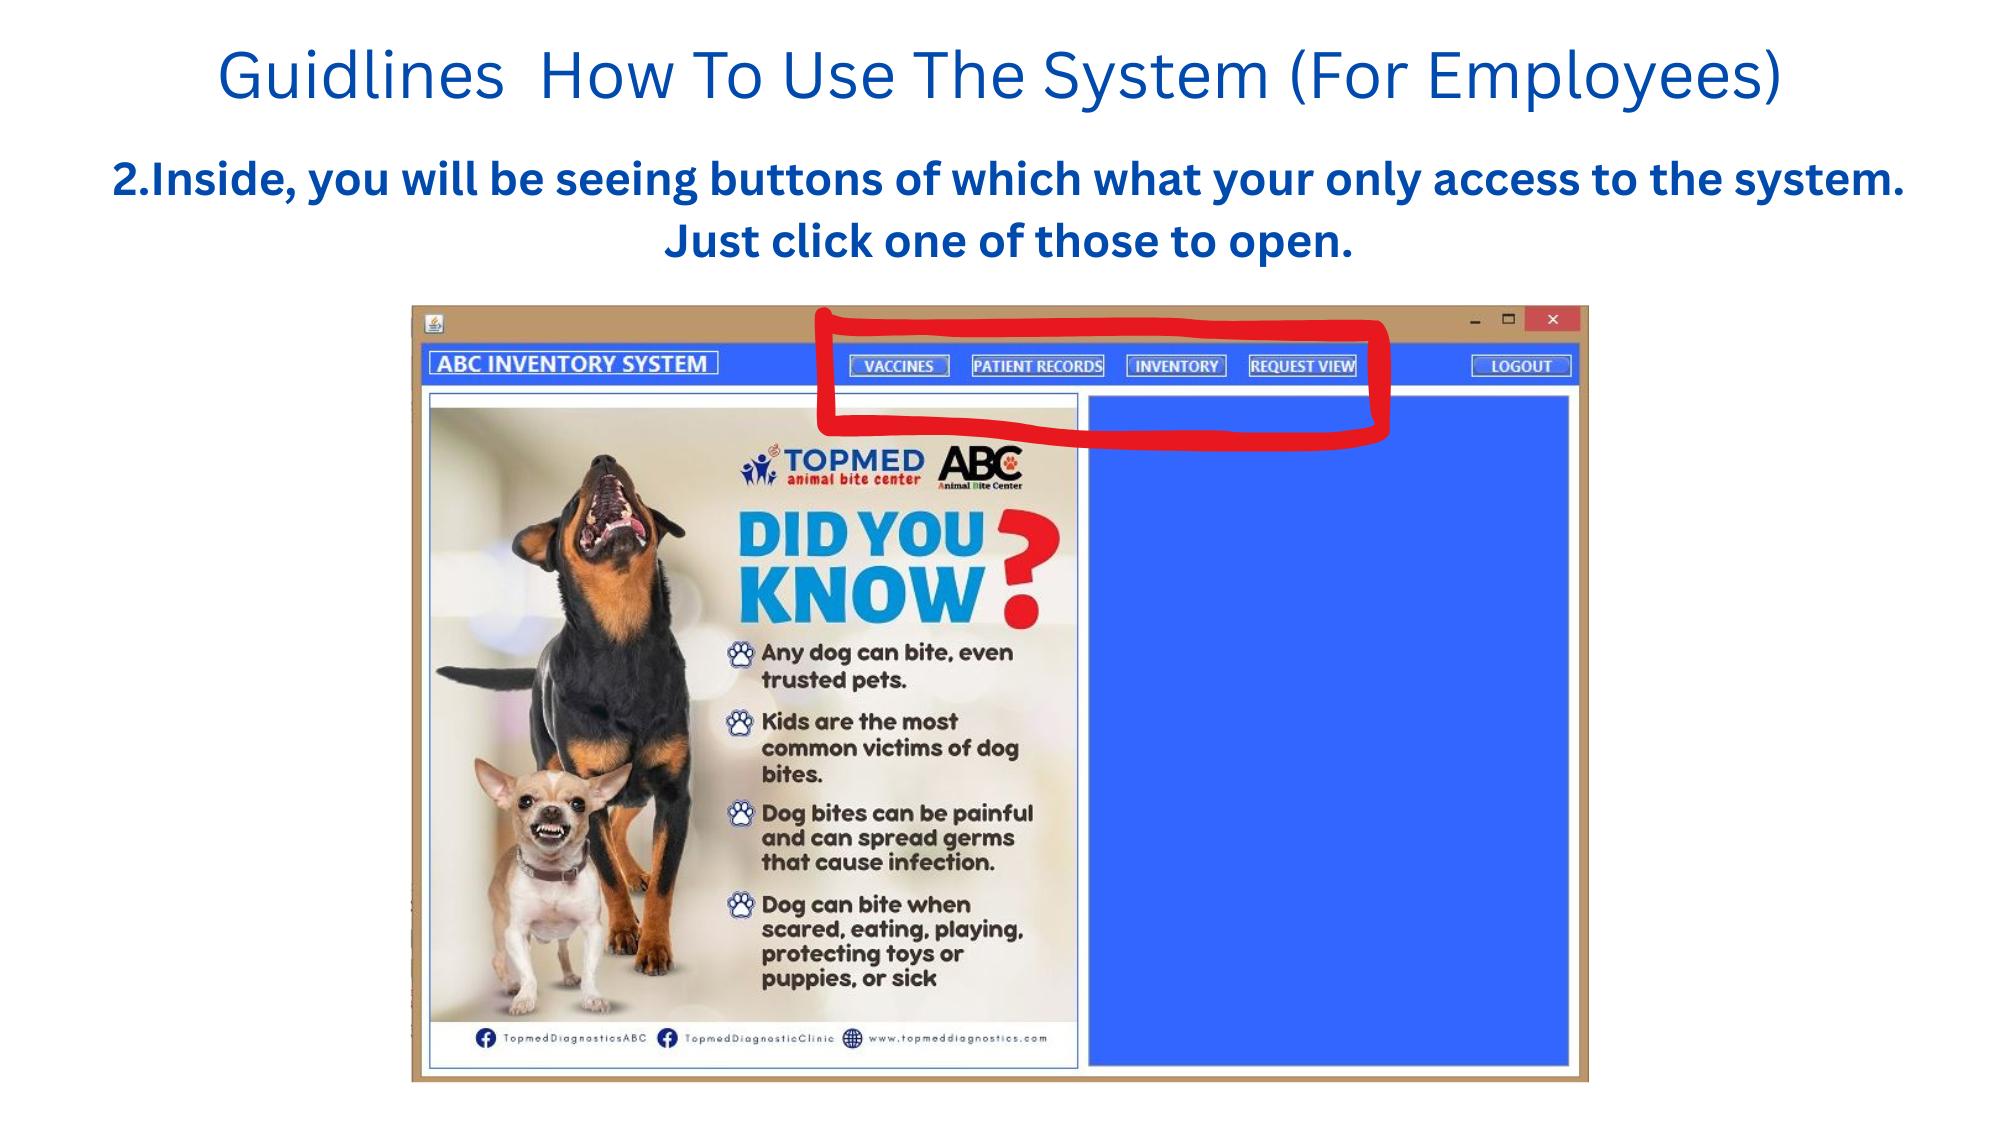 Guidlines  How To Use The System (For Employees)
2.Inside, you will be seeing buttons of which what your only access to the system.
Just click one of those to open.
ABC INVENTORY SYSTEM
VACCINES
PATIENT RECORDS
INVENTORY
REQUEST VIEW
LOGOUT
TOPMED
animal bite center
ABC
Animal Bite Center
DID YOU
KNOW?
Any dog can bite, even
trusted pets.
Kids are the most
common victims of dog
bites.
Dog bites can be painful
and can spread germs
that cause infection.
Dog can bite when
scared, eating, playing,
protecting toys or
puppies, or sick
TopmedDiagnosticsABC
TopmedDiagnosticClinic
www.topmeddiagnostics.com